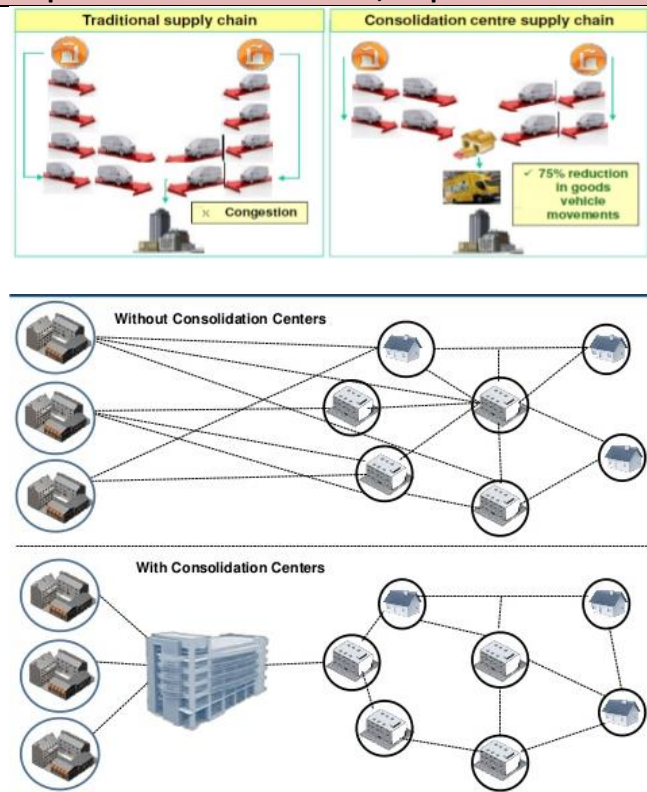 Traditional supply chain
Consolidation centre supply chain
× Congestion
✓ 75% reduction
in goods
vehicle
movements
Without Consolidation Centers
With Consolidation Centers